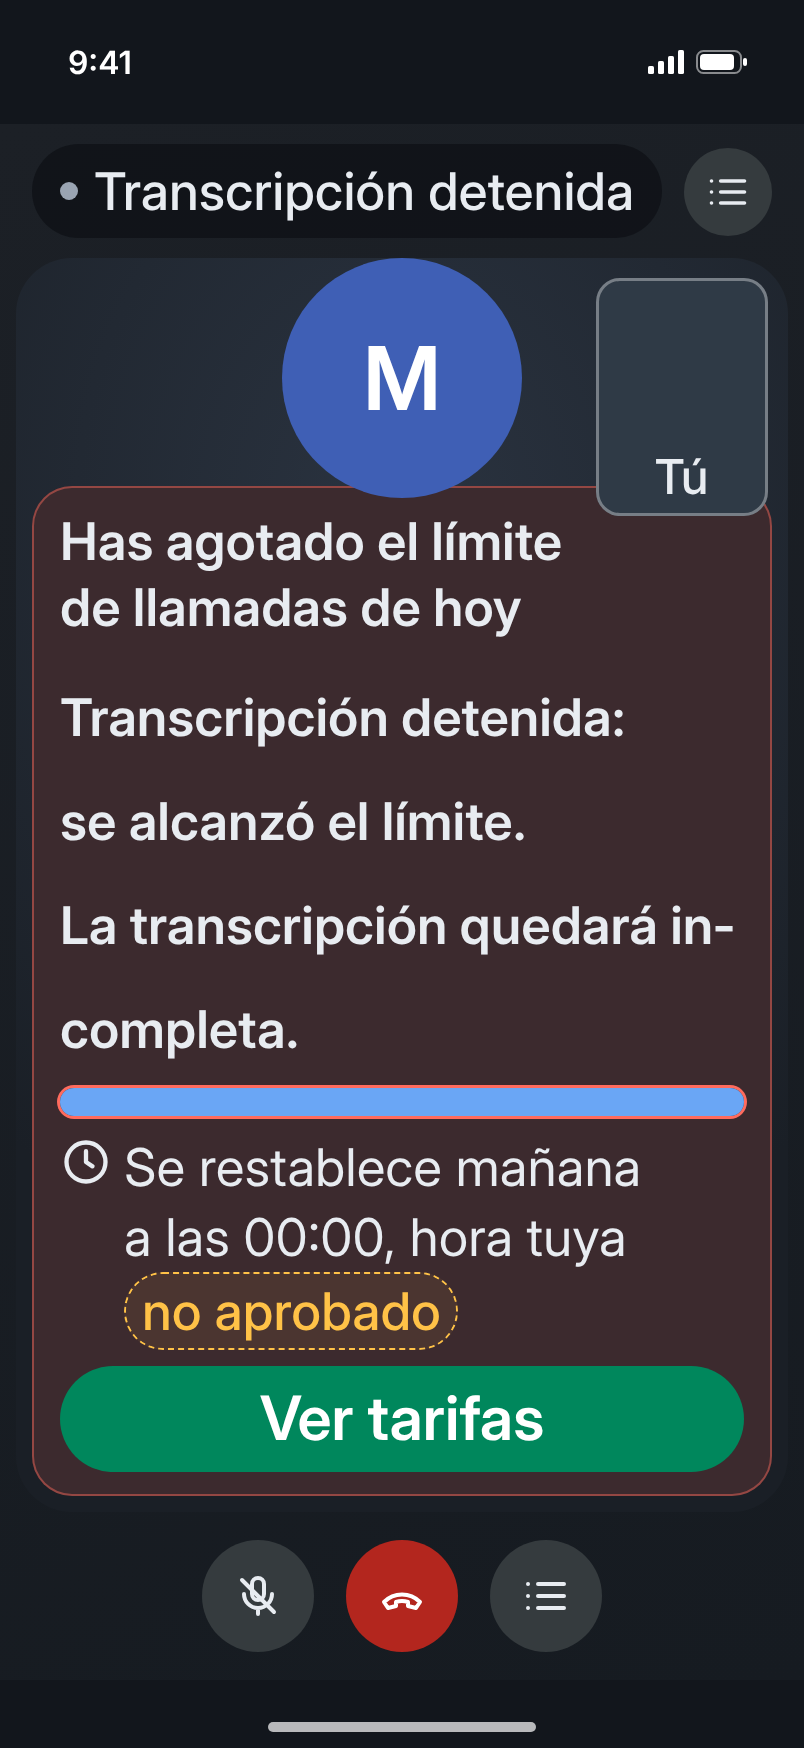 9:41
Transcripción detenida
M
Tú
Has agotado el límite
de llamadas de hoy
Transcripción detenida:
se alcanzó el límite.
La transcripción quedará in-
completa.
Se restablece mañana
a las 00:00, hora tuya
no aprobado
Ver tarifas